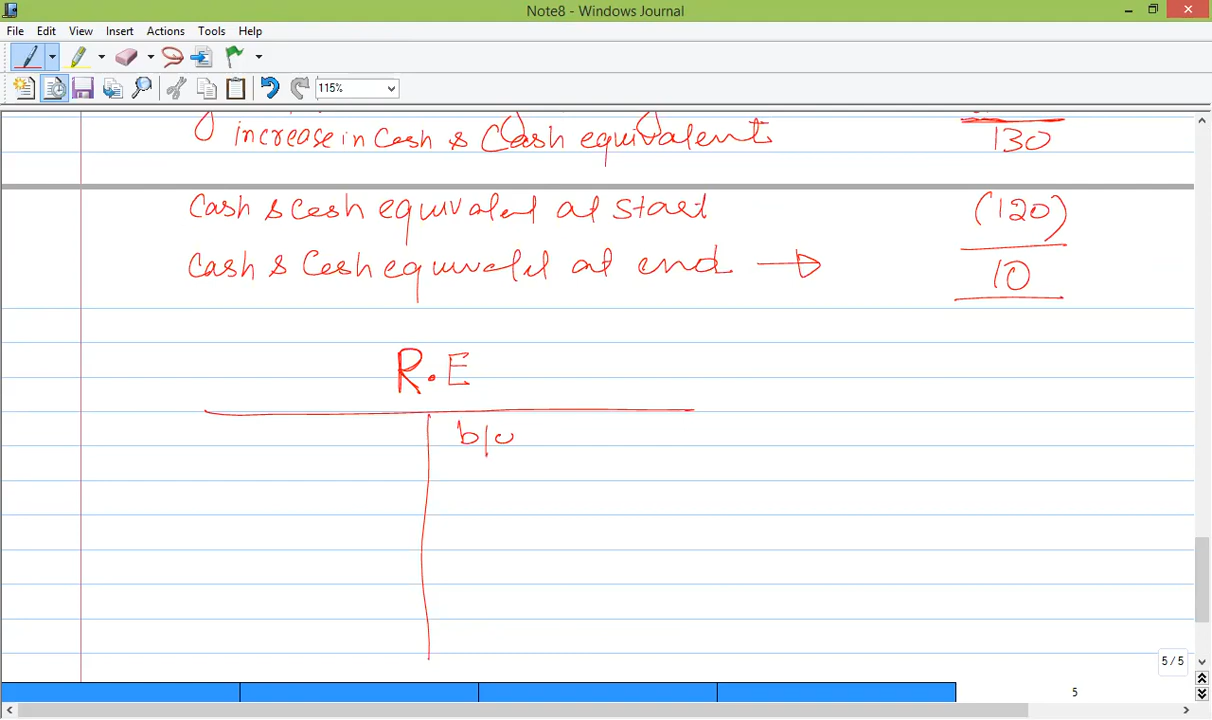 Note8 - Windows Journal
File Edit View Insert Actions Tools Help
115%
increase in Cash & Cash equivalent 130
Cash & Cash equivalent at start (120)
Cash & Cash equivalent at end → 10
R.E
b/d
5 / 5
5